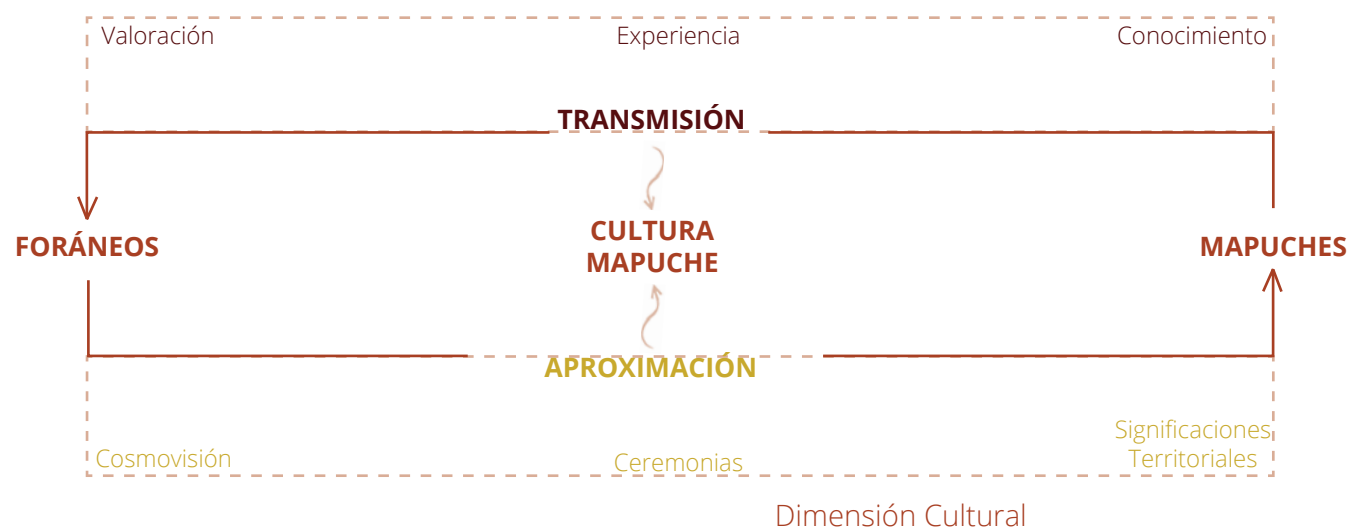 Valoración
Experiencia
Conocimiento
TRANSMISIÓN
FORÁNEOS
CULTURA
MAPUCHE
MAPUCHES
APROXIMACIÓN
Cosmovisión
Ceremonias
Significaciones
Territoriales
Dimensión Cultural